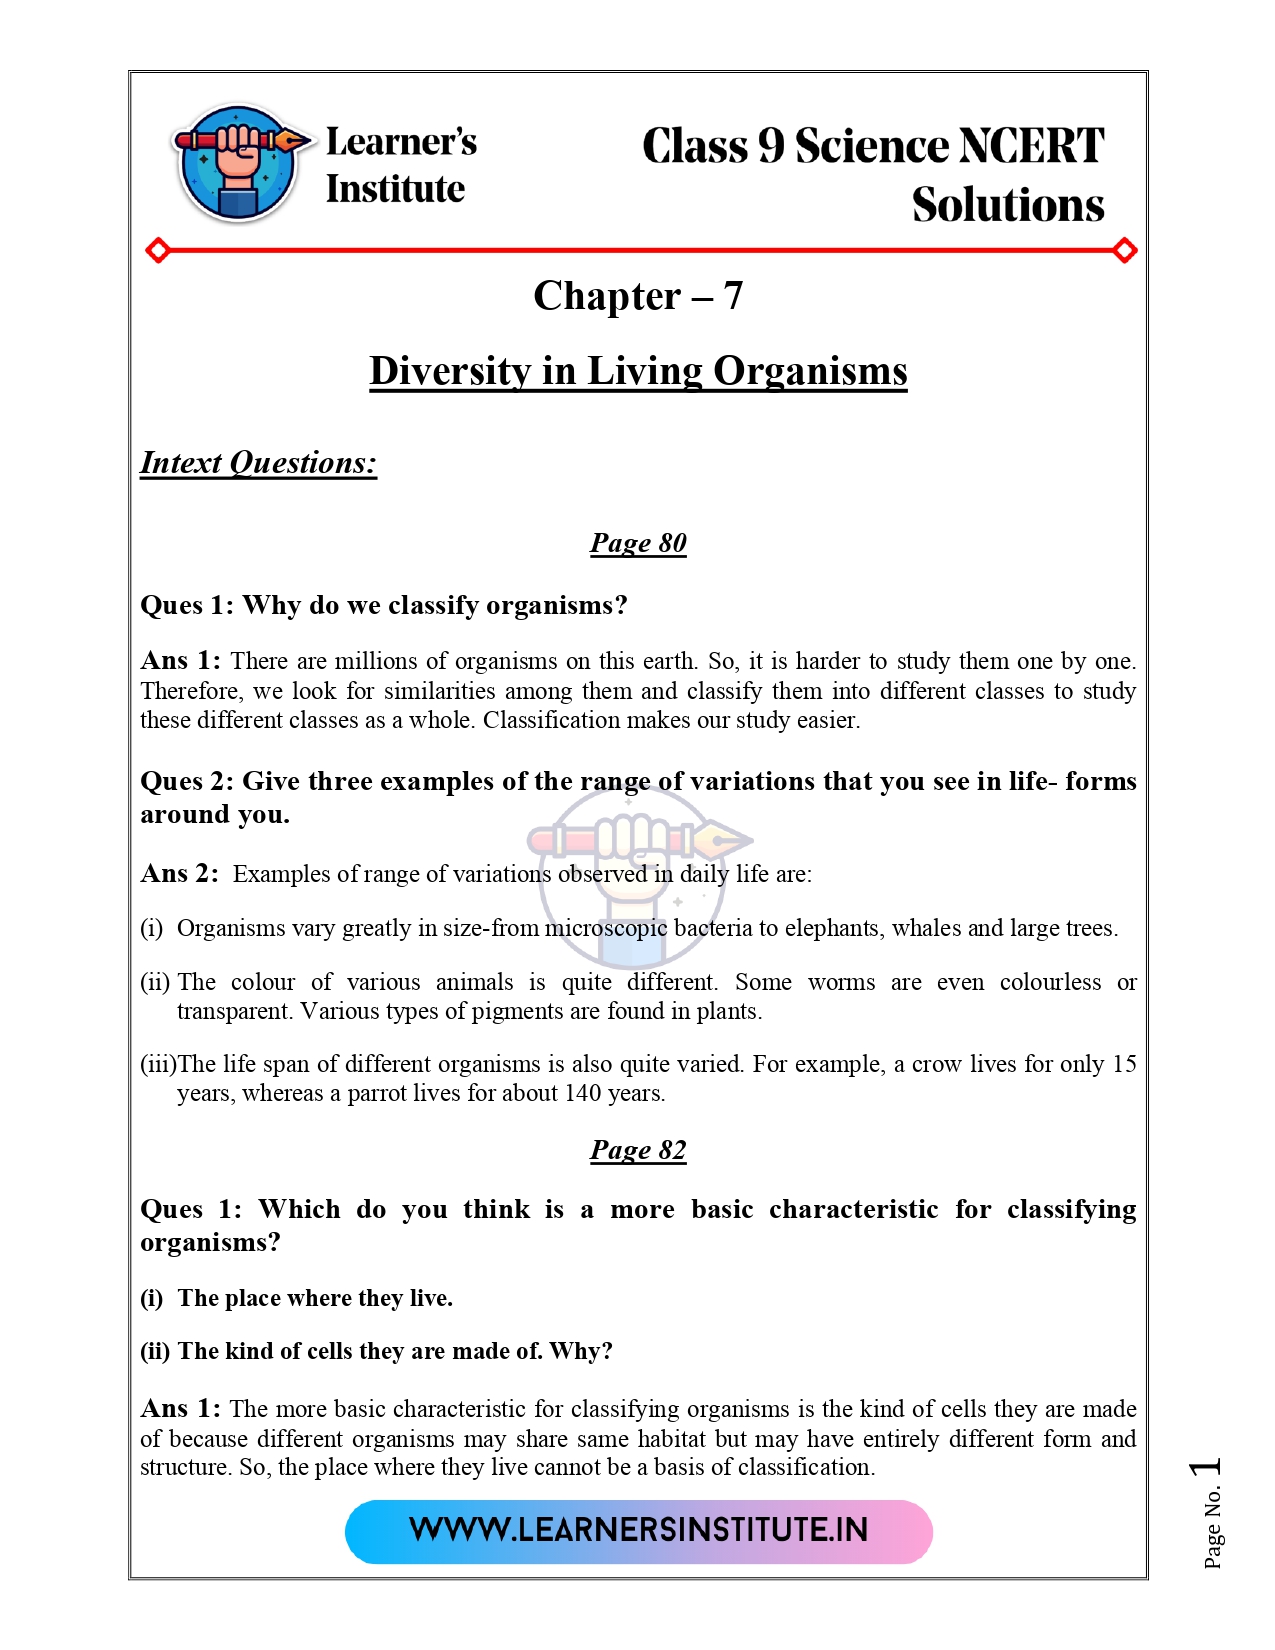 Learner's
Institute
Class 9 Science NCERT
Solutions
Chapter – 7
Diversity in Living Organisms
Intext Questions:
Page 80
Ques 1: Why do we classify organisms?
Ans 1: There are millions of organisms on this earth. So, it is harder to study them one by one.
Therefore, we look for similarities among them and classify them into different classes to study
these different classes as a whole. Classification makes our study easier.
Ques 2: Give three examples of the range of variations that you see in life- forms
around you.
Ans 2: Examples of range of variations observed in daily life are:
(i) Organisms vary greatly in size-from microscopic bacteria to elephants, whales and large trees.
(ii) The colour of various animals is quite different. Some worms are even colourless or
transparent. Various types of pigments are found in plants.
(iii)The life span of different organisms is also quite varied. For example, a crow lives for only 15
years, whereas a parrot lives for about 140 years.
Page 82
Ques 1: Which do you think is a more basic characteristic for classifying
organisms?
(i) The place where they live.
(ii) The kind of cells they are made of. Why?
Ans 1: The more basic characteristic for classifying organisms is the kind of cells they are made
of because different organisms may share same habitat but may have entirely different form and
structure. So, the place where they live cannot be a basis of classification.
WWW.LEARNERSINSTITUTE.IN
Page No. 1